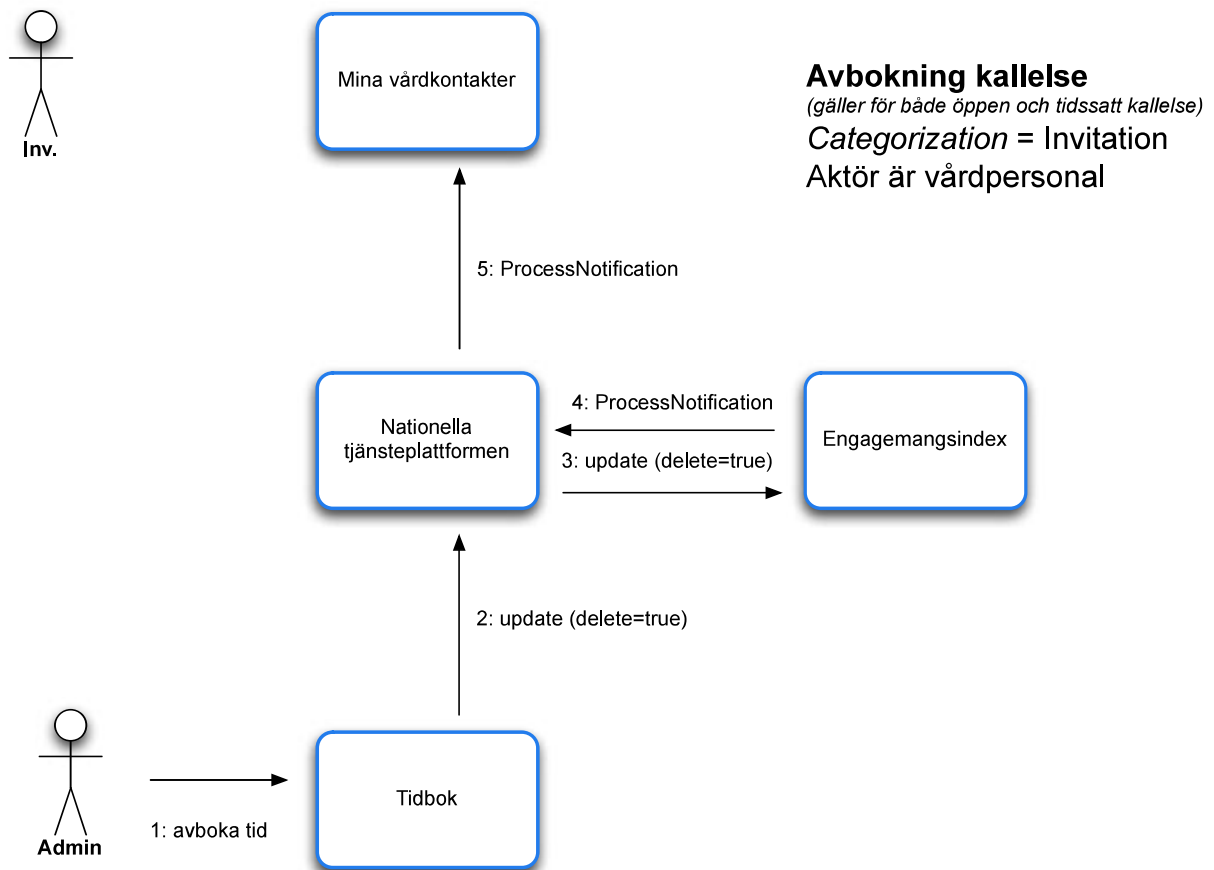 Inv.
Mina vårdkontakter
Avbokning kallelse
(gäller för både öppen och tidssatt kallelse)
Categorization = Invitation
Aktör är vårdpersonal
5: ProcessNotification
Nationella
tjänsteplattformen
4: ProcessNotification
3: update (delete=true)
Engagemangsindex
2: update (delete=true)
Admin
1: avboka tid
Tidbok